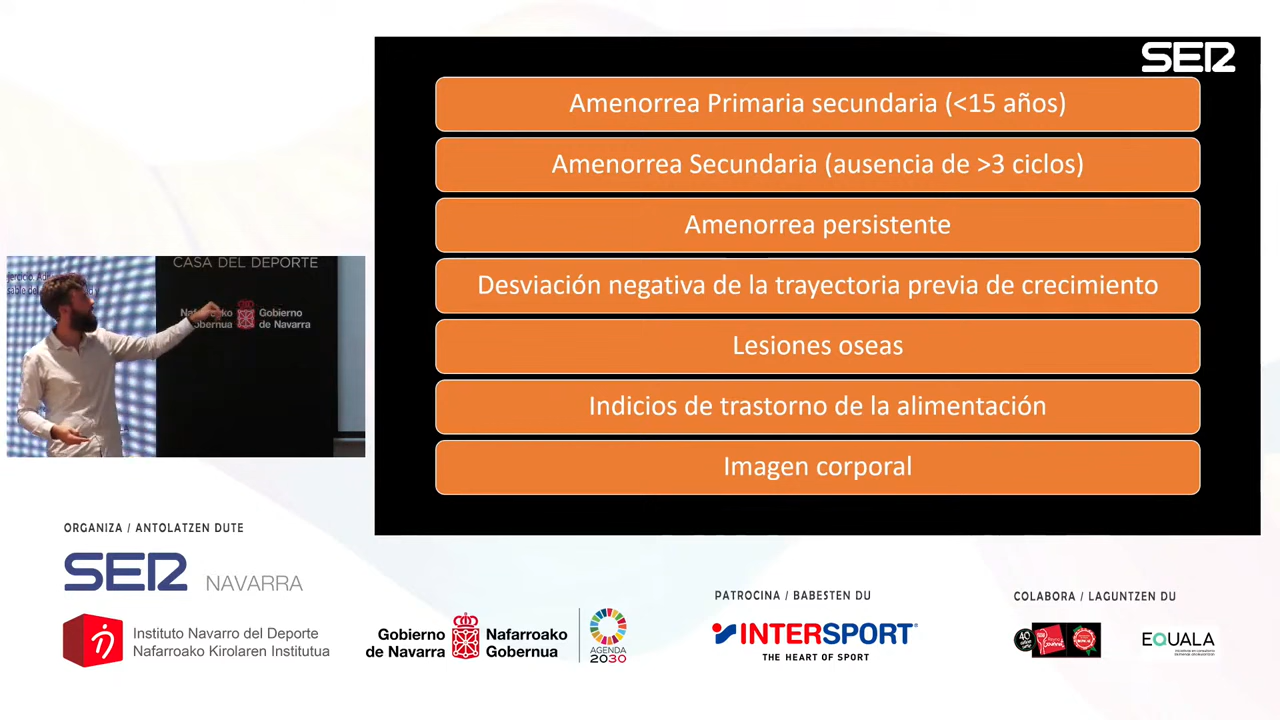 SER
Amenorrea Primaria secundaria (<15 años)
Amenorrea Secundaria (ausencia de >3 ciclos)
Amenorrea persistente
Desviación negativa de la trayectoria previa de crecimiento
Lesiones oseas
Indicios de trastorno de la alimentación
Imagen corporal
CASA DEL DEPORTE
Nafarroako Gobierno
Gobernua de Navarra
ORGANIZA / ANTOLATZEN DUTE
SER NAVARRA
Instituto Navarro del Deporte
Nafarroako Kirolaren Institutua
Gobierno Nafarroako
de Navarra Gobernua
AGENDA
2030
PATROCINA / BABESTEN DU
INTERSPORT
THE HEART OF SPORT
COLABORA / LAGUNTZEN DU
40
EQUALA